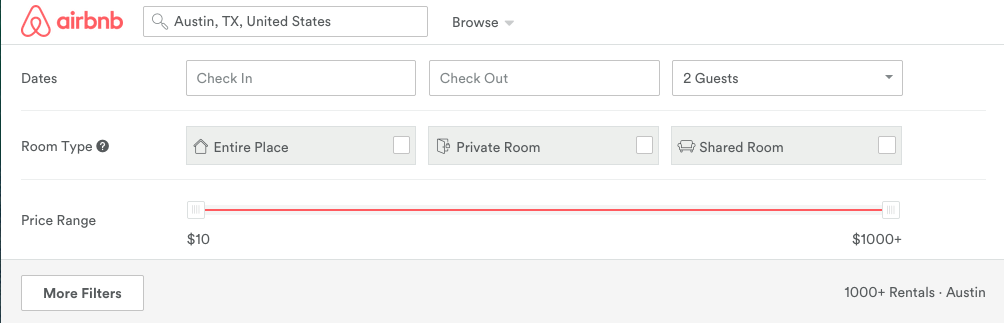 airbnb
Austin, TX, United States
Browse
Dates
Check In
Check Out
2 Guests
Room Type ?
Entire Place
Private Room
Shared Room
Price Range
$10
$1000+
More Filters
1000+ Rentals · Austin